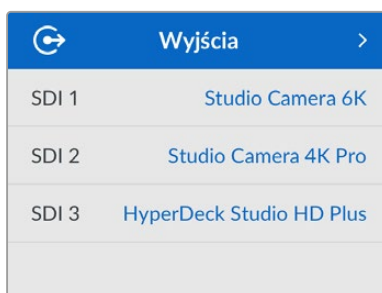 Wyjścia
SDI 1 Studio Camera 6K
SDI 2 Studio Camera 4K Pro
SDI 3 HyperDeck Studio HD Plus